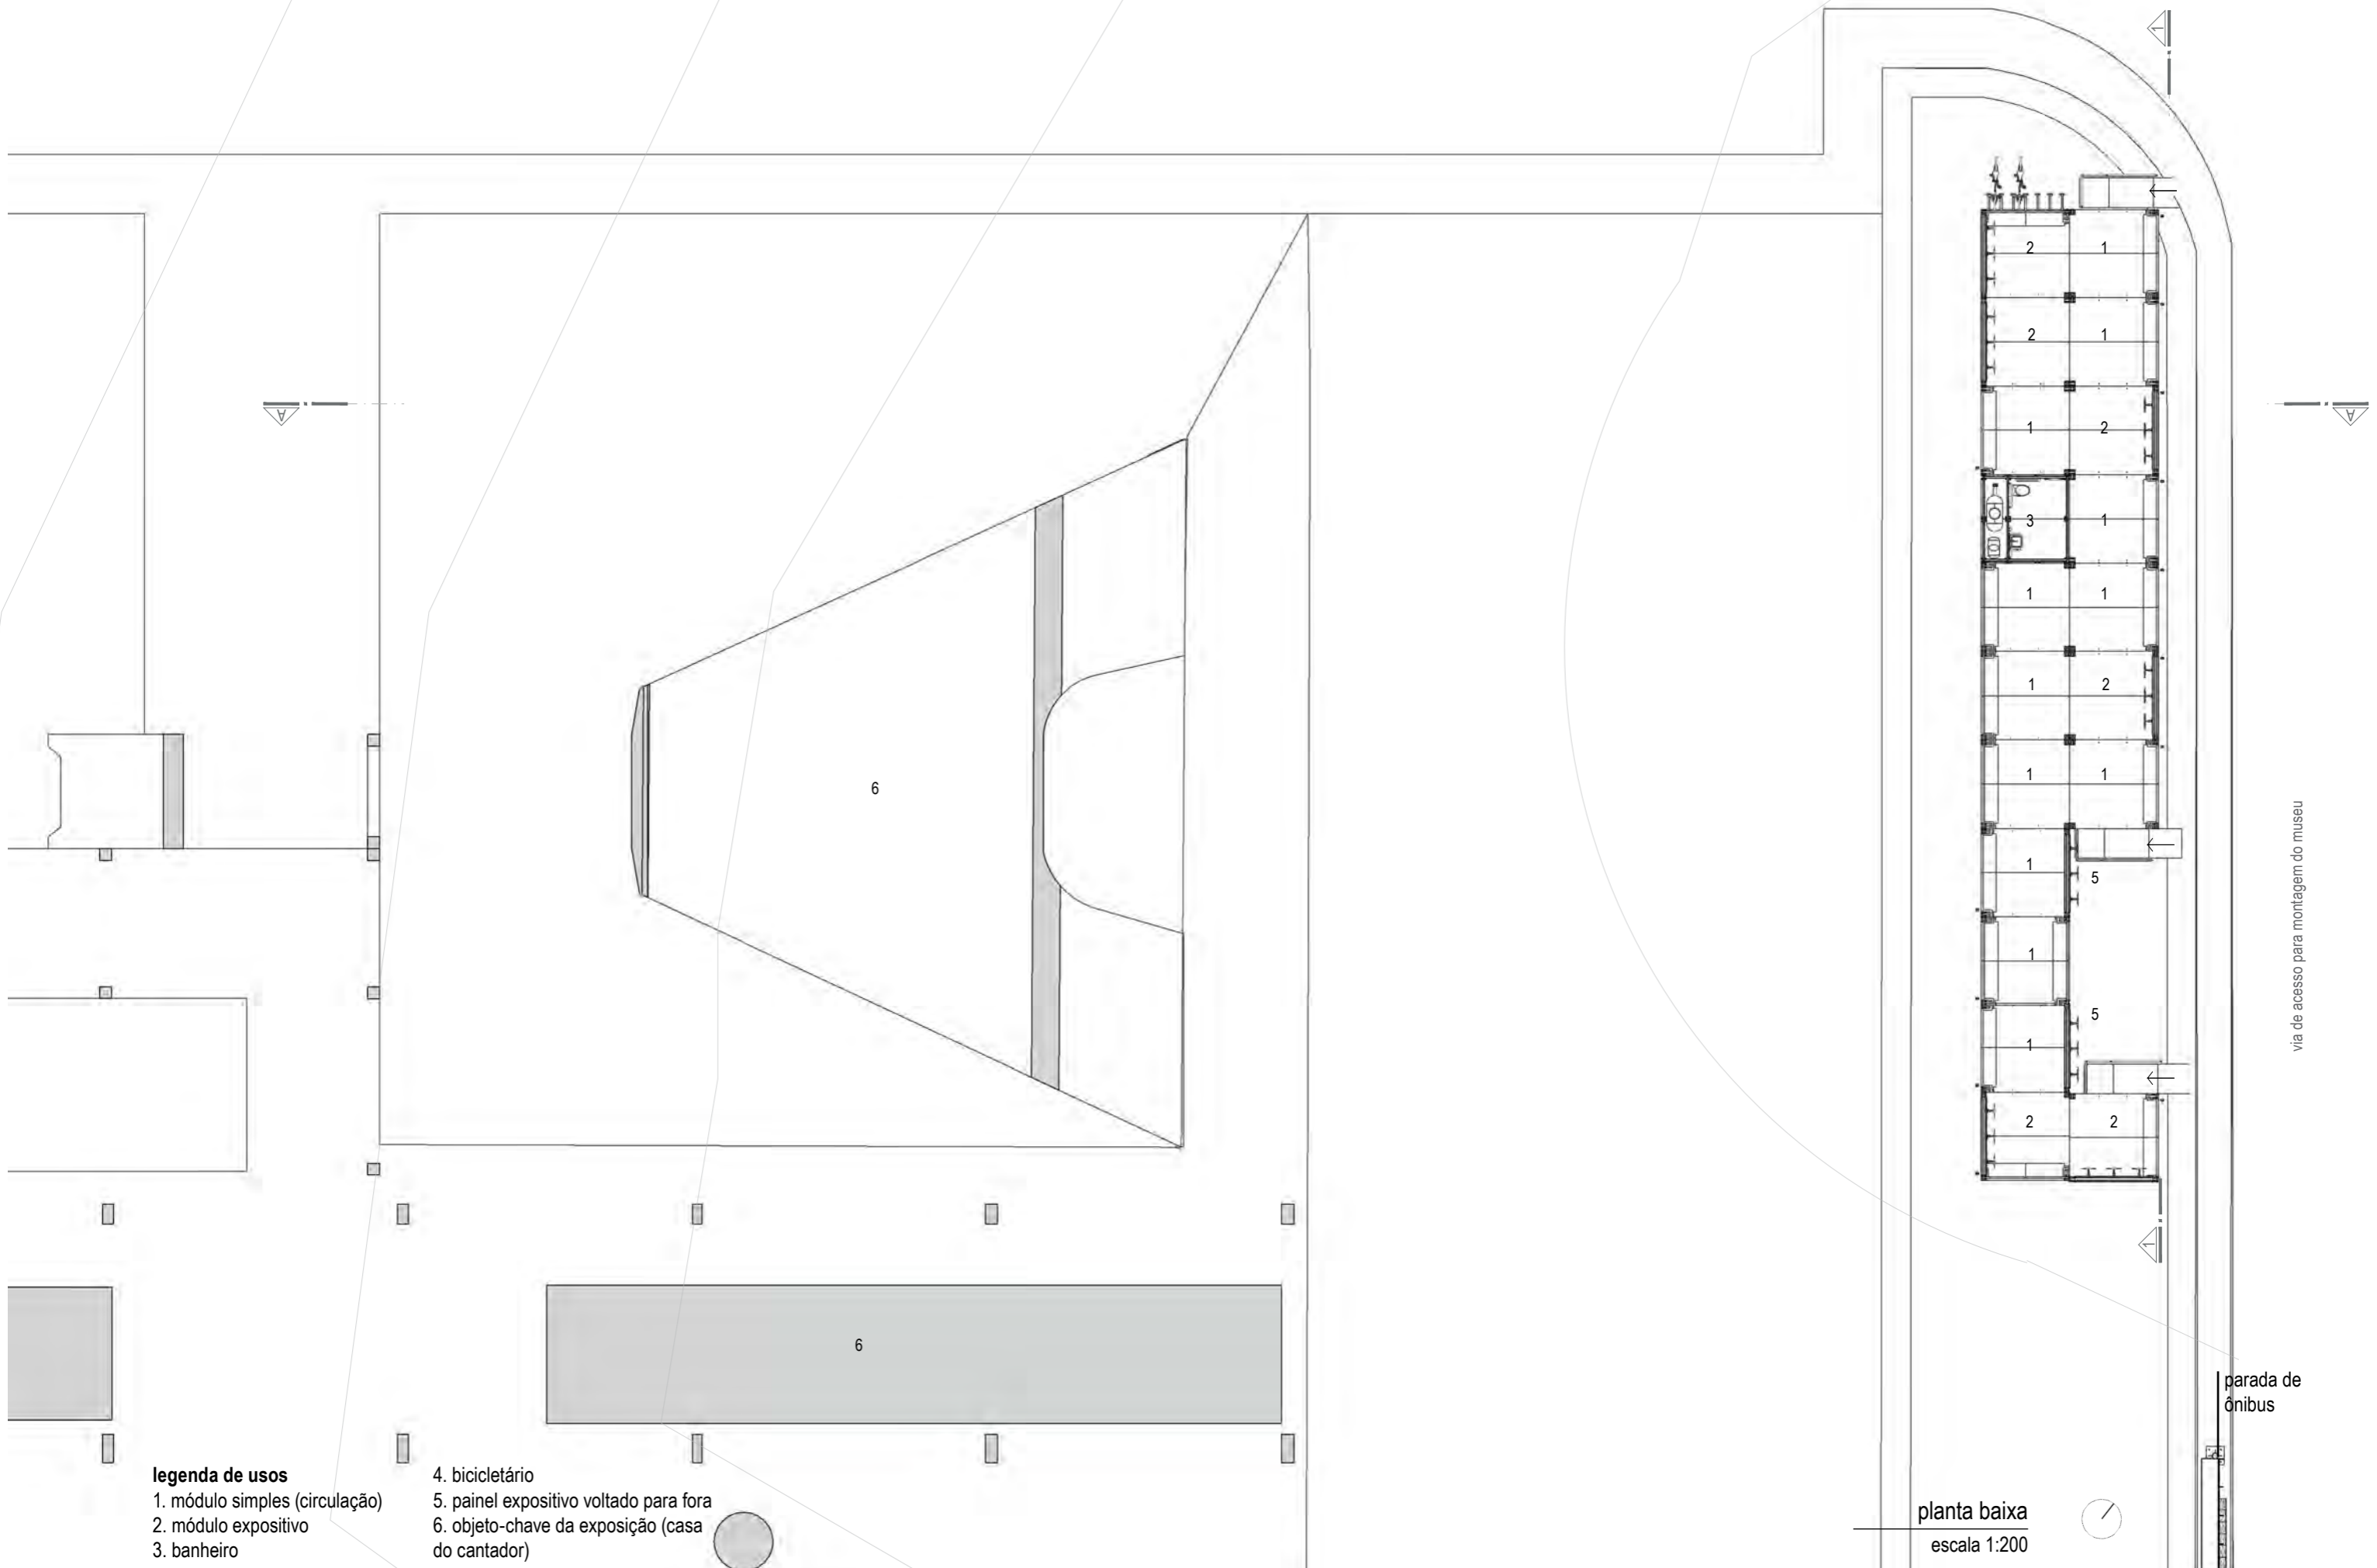 1
2 1
2 1
A
A
1 2
3 1
1 1
1 2
1 1
6
1
5
1
5
1
2 2
1
via de acesso para montagem do museu
6
parada de
ônibus
legenda de usos
1. módulo simples (circulação)
2. módulo expositivo
3. banheiro
4. bicicletário
5. painel expositivo voltado para fora
6. objeto-chave da exposição (casa
do cantador)
planta baixa
escala 1:200